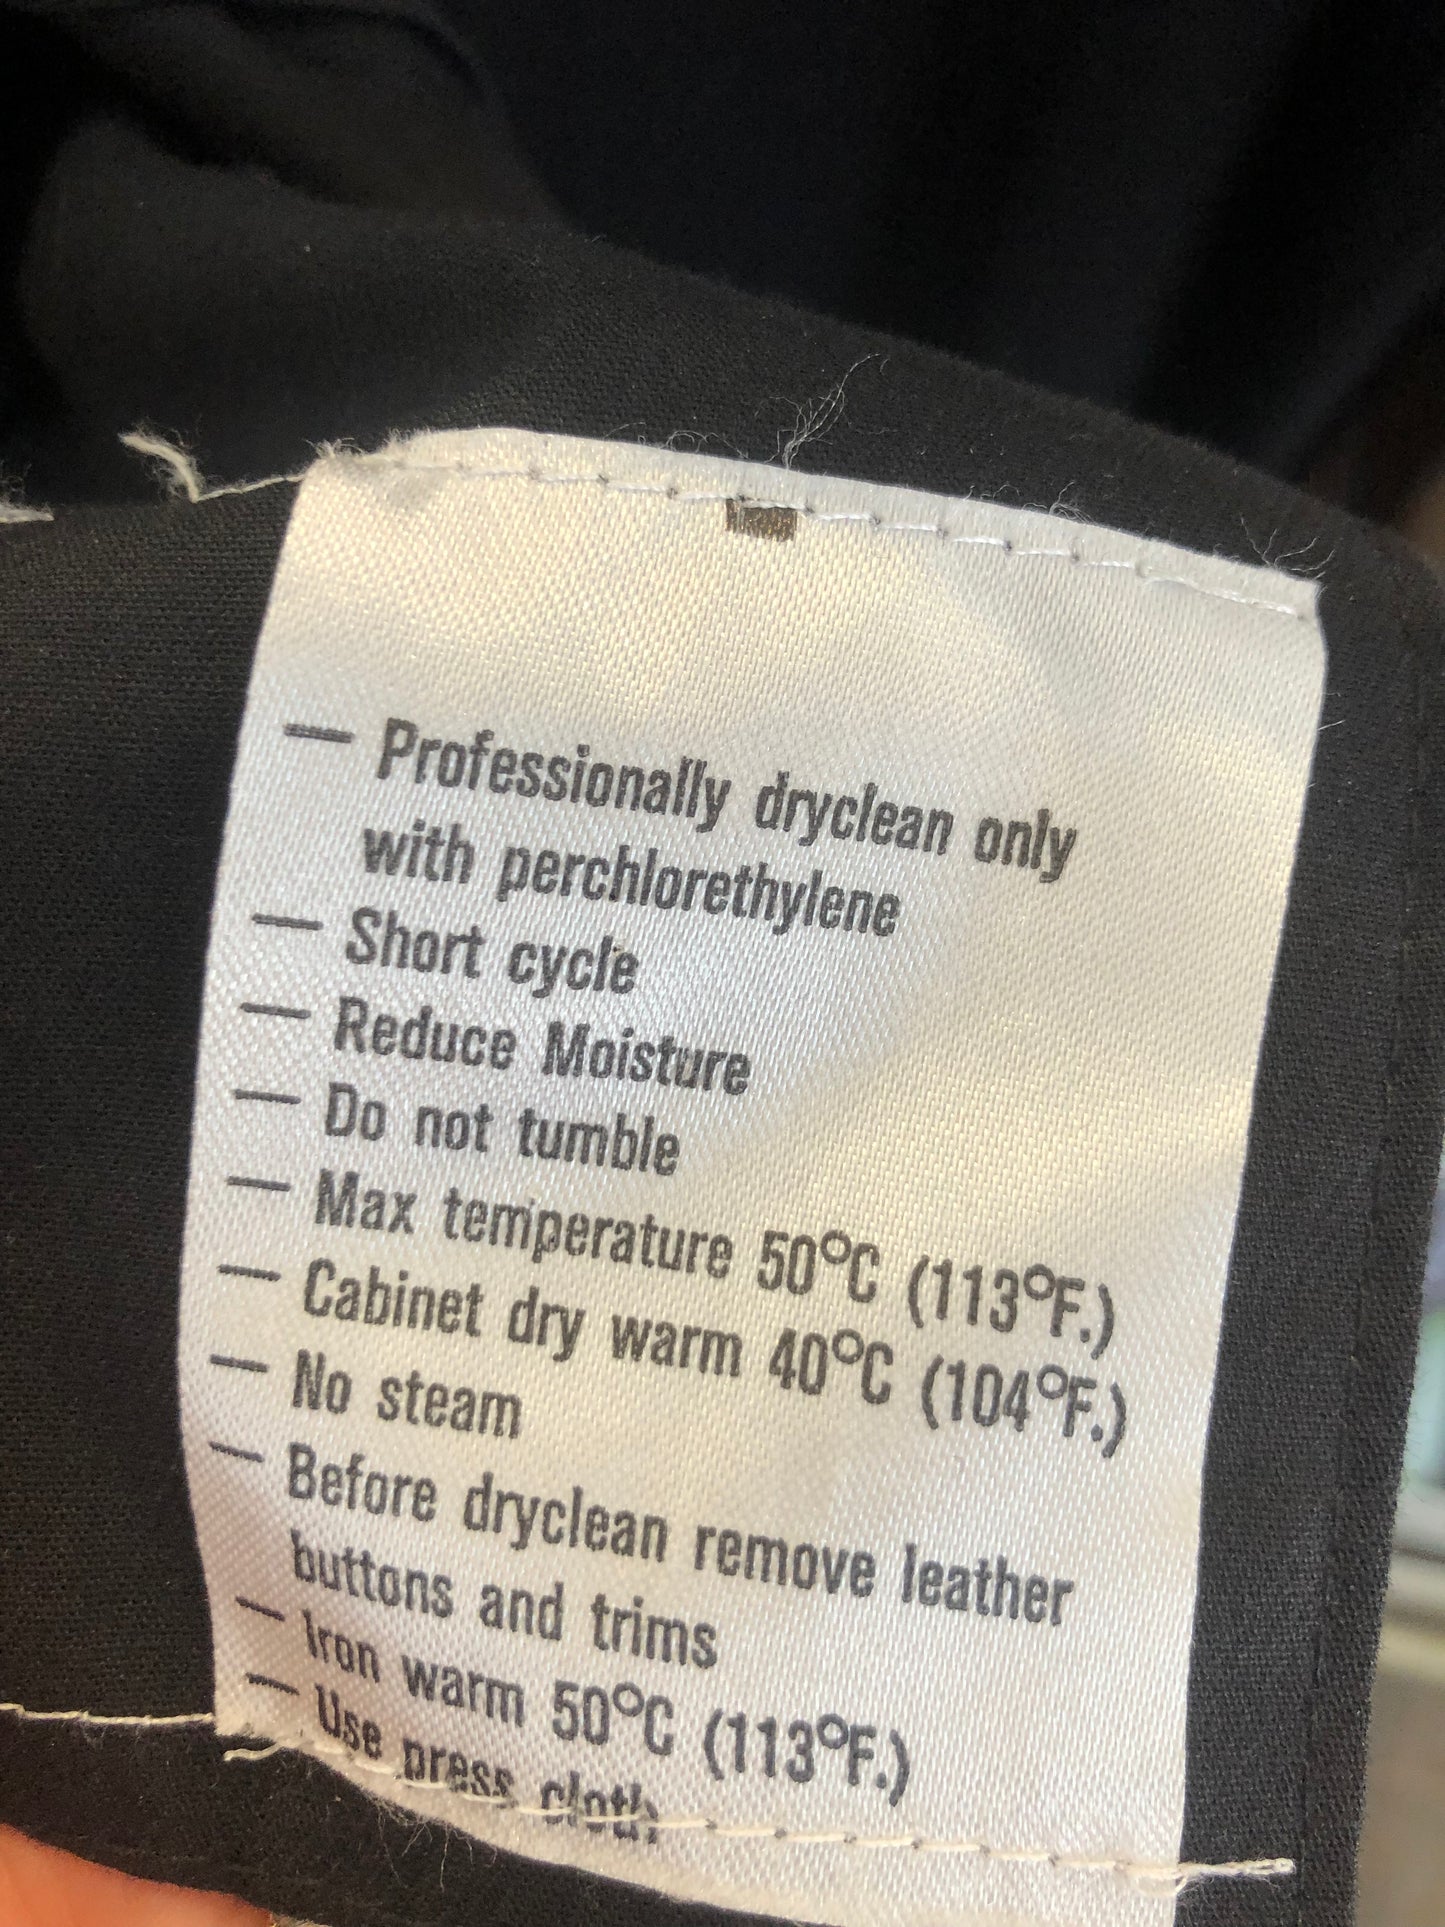 — Professionally dryclean only
with perchlorethylene
— Short cycle
— Reduce Moisture
— Do not tumble
— Max temperature 50°C (113°F.)
— Cabinet dry warm 40°C (104°F.)
— No steam
— Before dryclean remove leather
buttons and trims
— Iron warm 50°C (113°F.)
— Use press cloth